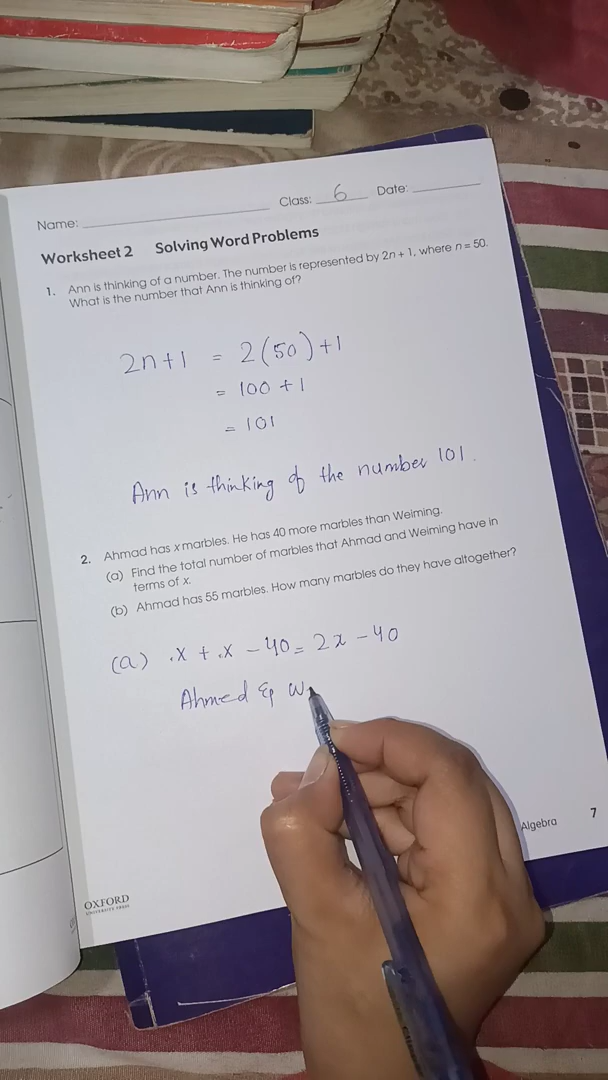 Name: Class: 6 Date:
Worksheet 2 Solving Word Problems
1. Ann is thinking of a number. The number is represented by 2n + 1, where n = 50.
What is the number that Ann is thinking of?
2n+1 = 2(50)+1
= 100 +1
= 101
Ann is thinking of the number 101.
2. Ahmad has x marbles. He has 40 more marbles than Weiming.
(a) Find the total number of marbles that Ahmad and Weiming have in
terms of x.
(b) Ahmad has 55 marbles. How many marbles do they have altogether?
(a) x + x - 40 = 2x - 40
Ahmed & W
Algebra 7
OXFORD
UNIVERSITY PRESS